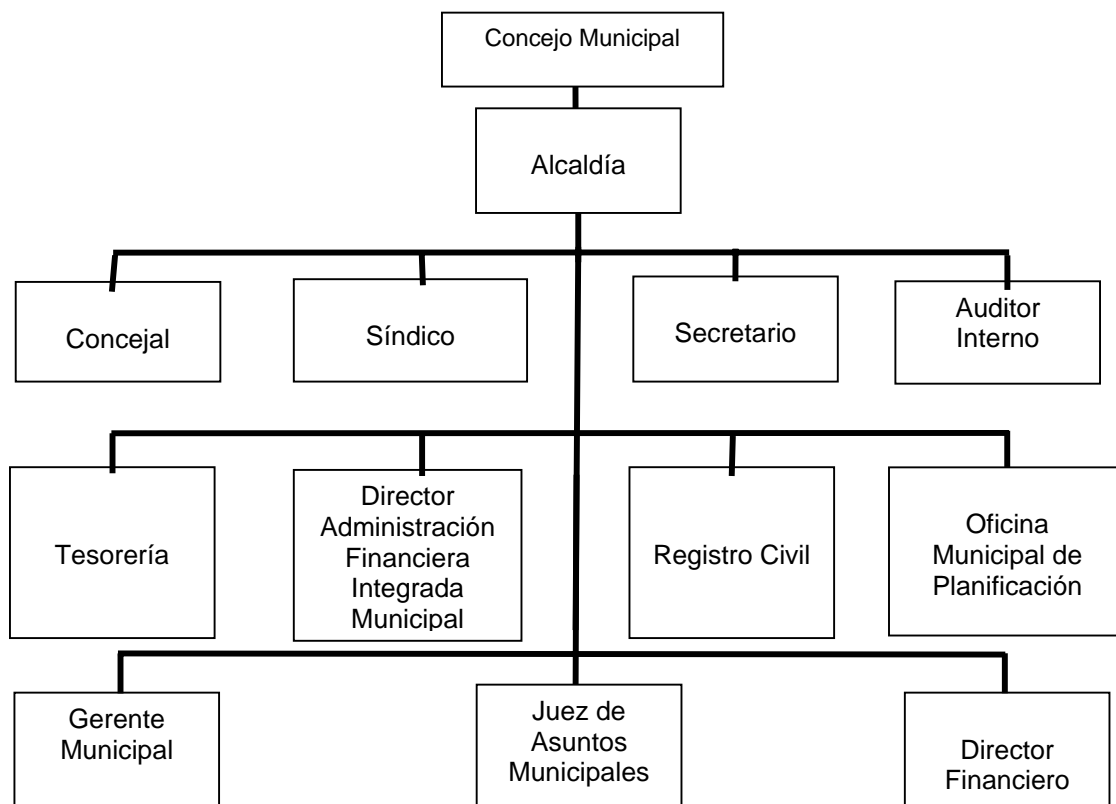 Concejo Municipal
Alcaldía
Concejal
Síndico
Secretario
Auditor
Interno
Tesorería
Director
Administración
Financiera
Integrada
Municipal
Registro Civil
Oficina
Municipal de
Planificación
Gerente
Municipal
Juez de
Asuntos
Municipales
Director
Financiero